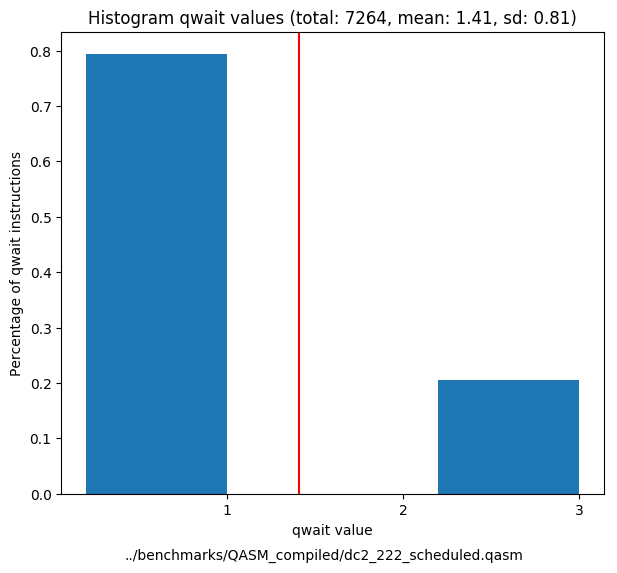 Histogram qwait values (total: 7264, mean: 1.41, sd: 0.81)
Percentage of qwait instructions
0.8
0.7
0.6
0.5
0.4
0.3
0.2
0.1
0.0
1 2 3
qwait value
../benchmarks/QASM_compiled/dc2_222_scheduled.qasm